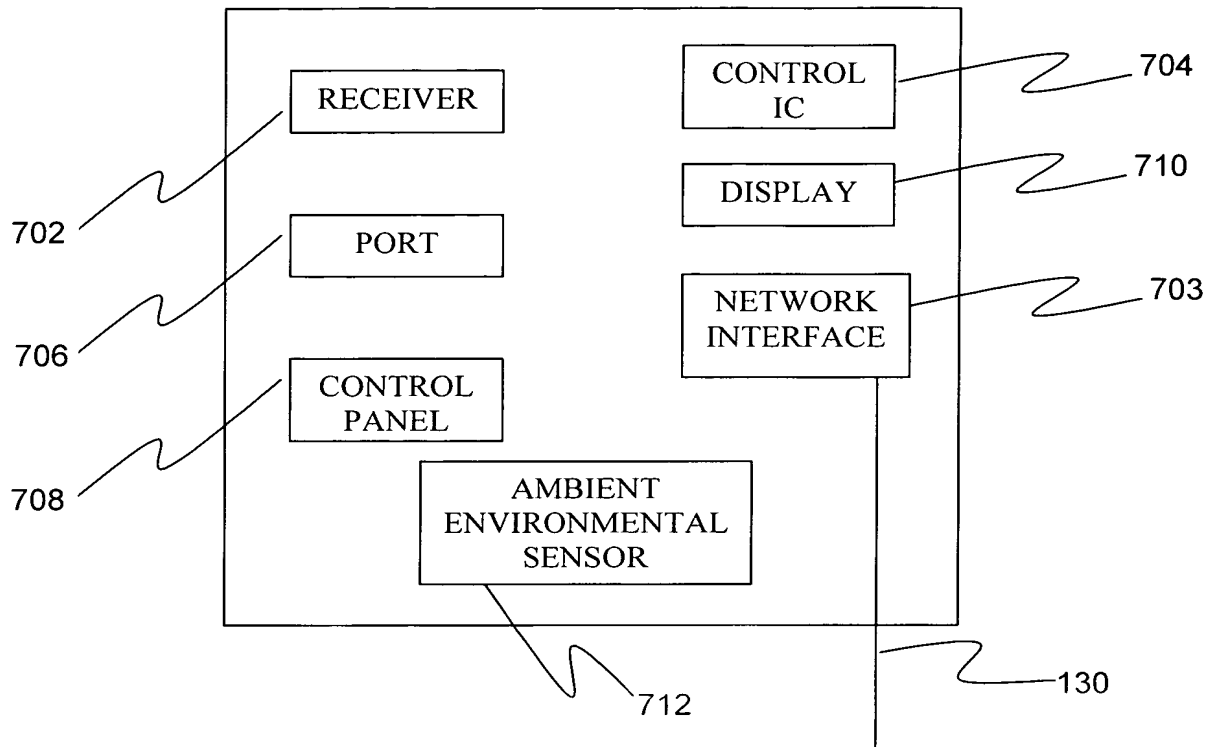 RECEIVER
CONTROL
IC
704
DISPLAY
710
702
PORT
NETWORK
INTERFACE
703
706
CONTROL
PANEL
708
AMBIENT
ENVIRONMENTAL
SENSOR
712
130